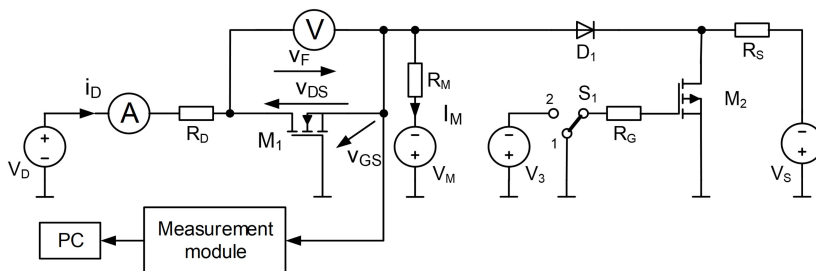 V
v_F
D_1
R_S
i_D
A
R_D
v_DS
R_M
I_M
2
S_1
M_2
+
−
V_D
M_1
v_GS
−
+
V_M
−
+
V_3
1
R_G
+
−
V_S
PC
Measurement
module